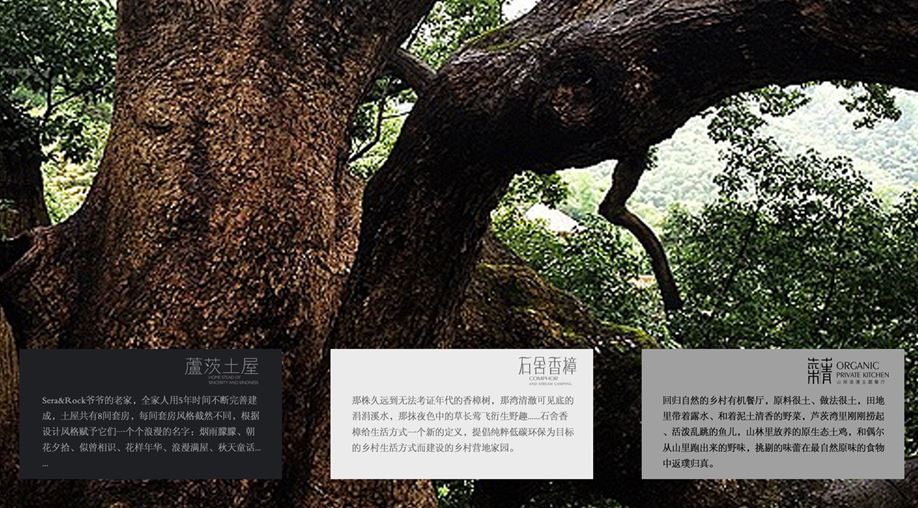 蘆茨土屋
HOMESTEAD OF
SINCERITY AND KINDNESS
Sera&Rock爷爷的老家，全家人用5年时间不断完善建
成，土屋共有8间套房，每间套房风格截然不同，根据
设计风格赋予它们一个个浪漫的名字：烟雨朦朦、朝
花夕拾、似曾相识、花样年华、浪漫满屋、秋天童话...
...
石舍香樟
COMPHOR
AND STREAM CAMPING
那株久远到无法考证年代的香樟树，那湾清澈可见底的
涓涓溪水，那抹夜色中的草长莺飞衍生野趣......石舍香
樟给生活方式一个新的定义，提倡纯粹低碳环保为目标
的乡村生活方式而建设的乡村营地家园。
ORGANIC
PRIVATE KITCHEN
回归自然的乡村有机餐厅，原料很土、做法很土，田地
里带着露水、和着泥土清香的野菜，芦茨湾里刚刚捞起
、活泼乱跳的鱼儿，山林里放养的原生态土鸡，和偶尔
从山里跑出来的野味，挑剔的味蕾在最自然原味的食物
中返璞归真。